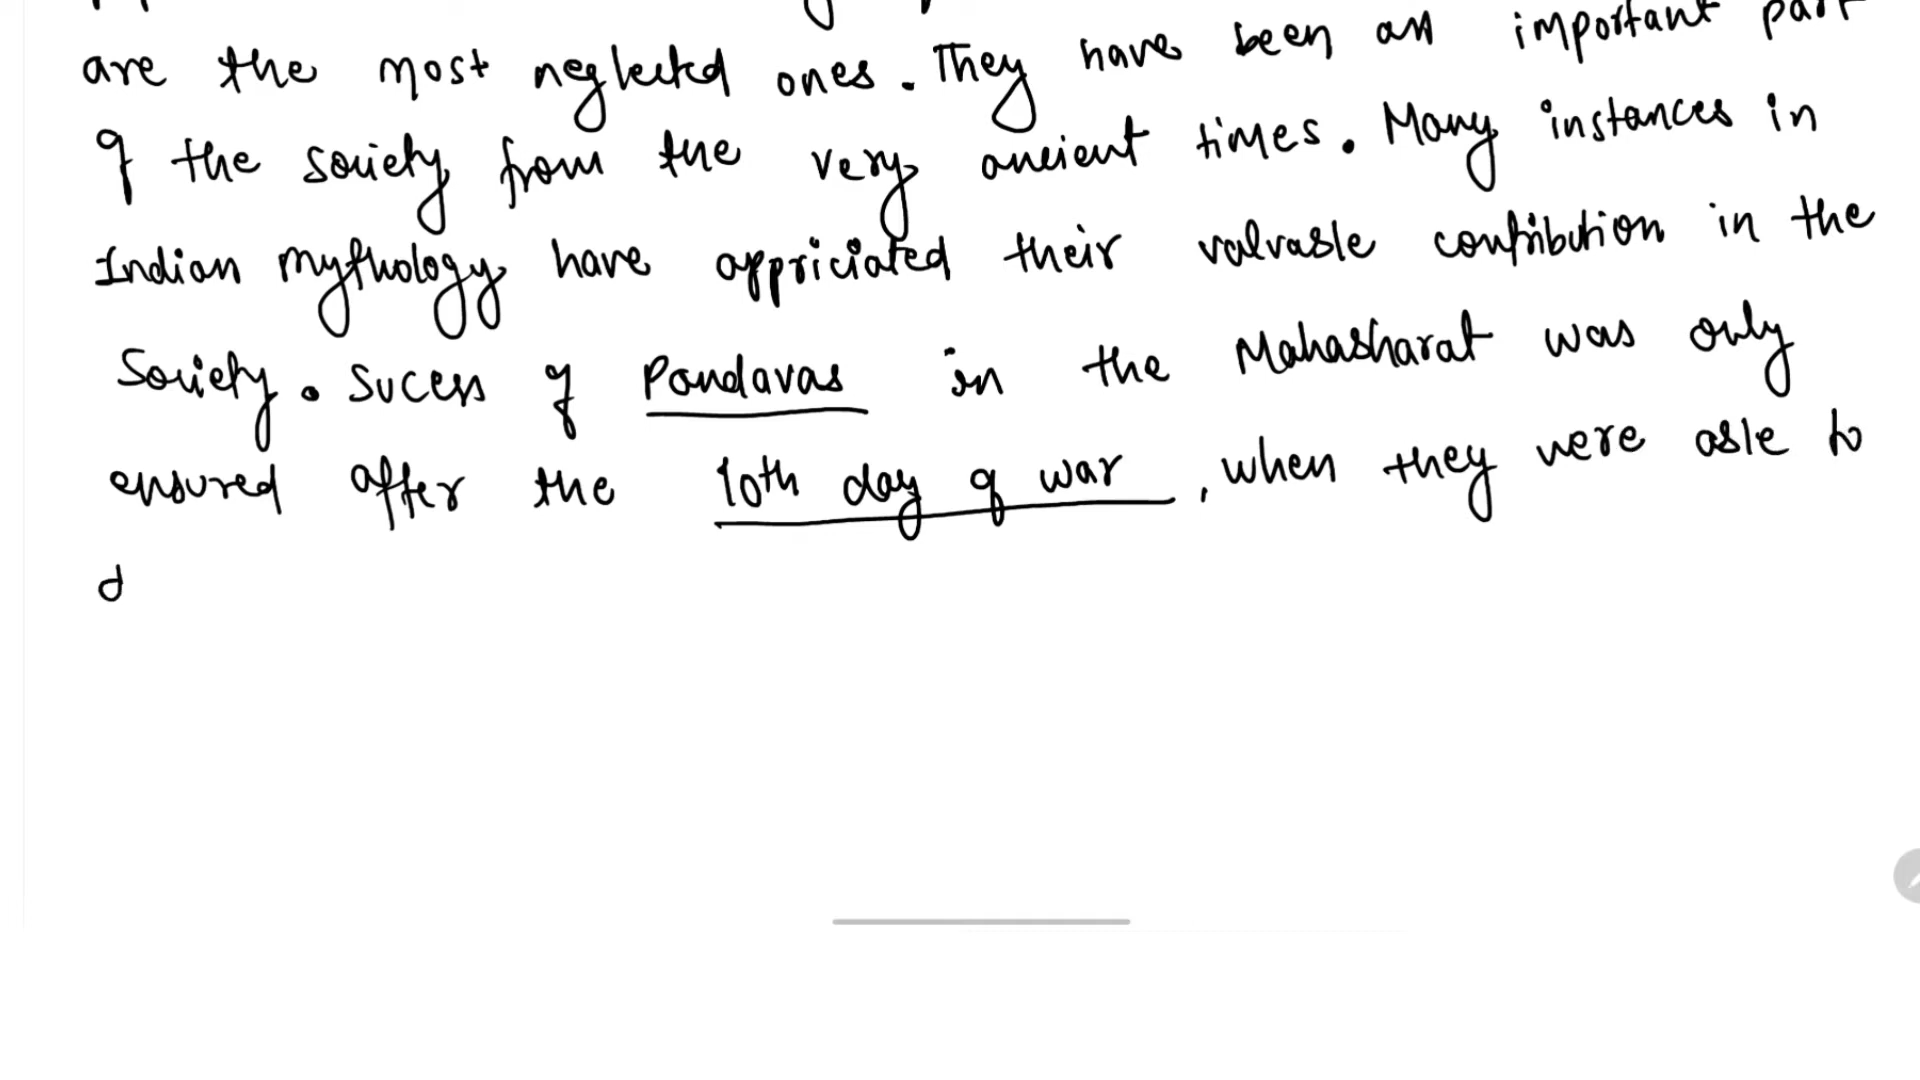 are the most neglected ones. They have been an important part
of the society from the very ancient times. Many instances in
Indian mythology have appriciated their valuable contribution in the
Society. Sucess of Pandavas in the Mahabharat was only
ensured after the 10th day of war, when they were able to
d